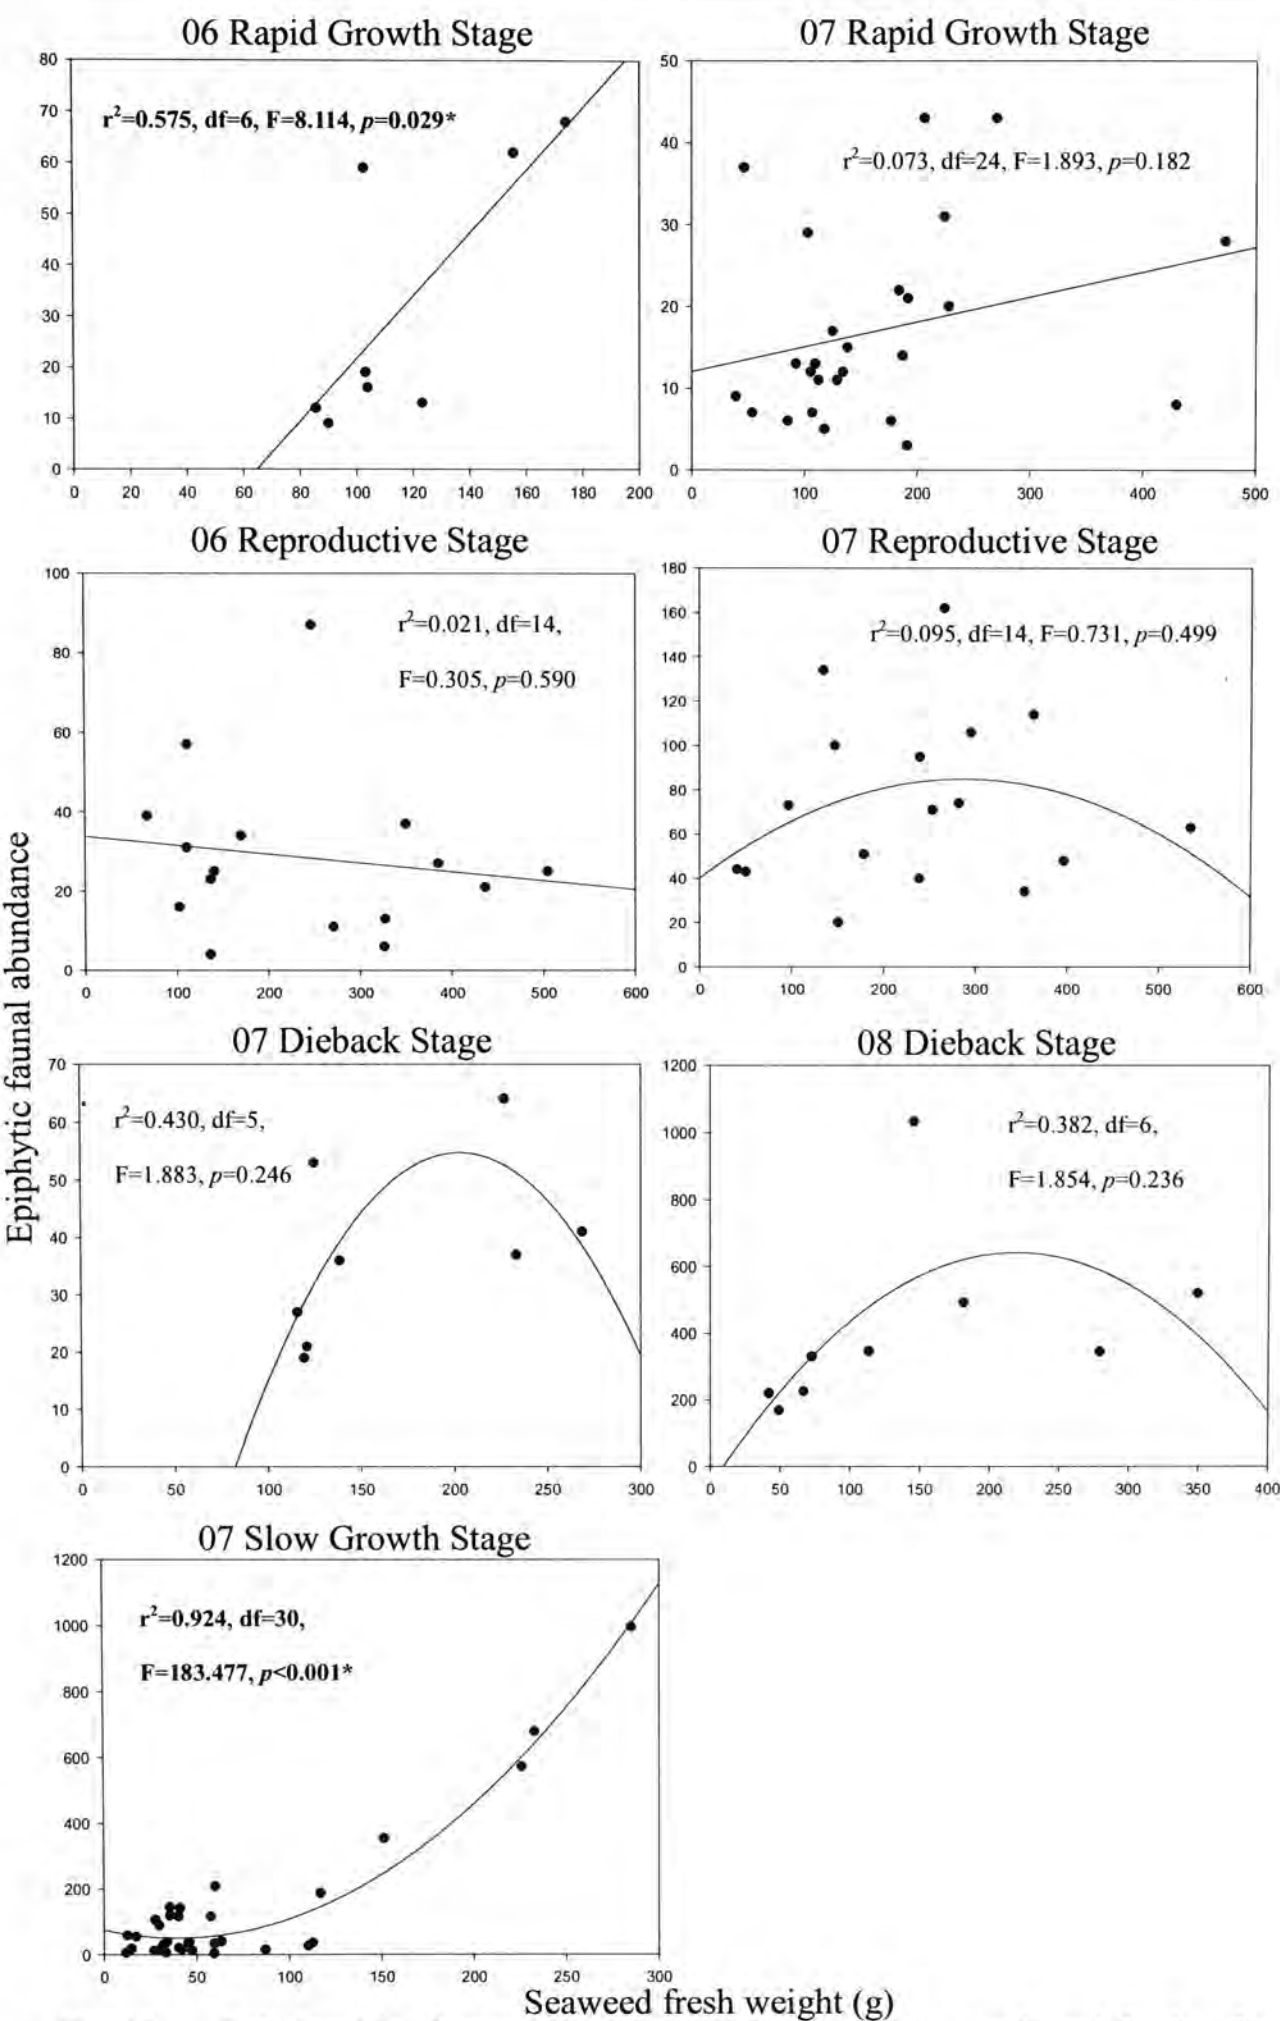 06 Rapid Growth Stage
80
70
60
50
40
30
20
10
0
r²=0.575, df=6, F=8.114, p=0.029*
0 20 40 60 80 100 120 140 160 180 200
07 Rapid Growth Stage
50
40
30
20
10
0
r²=0.073, df=24, F=1.893, p=0.182
0 100 200 300 400 500
06 Reproductive Stage
100
80
60
40
20
0
r²=0.021, df=14,
F=0.305, p=0.590
0 100 200 300 400 500 600
07 Reproductive Stage
180
160
140
120
100
80
60
40
20
0
r²=0.095, df=14, F=0.731, p=0.499
0 100 200 300 400 500 600
Epiphytic faunal abundance
07 Dieback Stage
70
60
50
40
30
20
10
0
r²=0.430, df=5,
F=1.883, p=0.246
0 50 100 150 200 250 300
08 Dieback Stage
1200
1000
800
600
400
200
0
r²=0.382, df=6,
F=1.854, p=0.236
0 50 100 150 200 250 300 350 400
07 Slow Growth Stage
1200
1000
800
600
400
200
0
r²=0.924, df=30,
F=183.477, p<0.001*
0 50 100 150 200 250 300
Seaweed fresh weight (g)